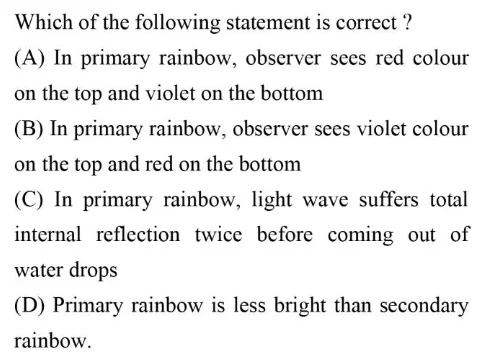 Which of the following statement is correct ?
(A) In primary rainbow, observer sees red colour
on the top and violet on the bottom
(B) In primary rainbow, observer sees violet colour
on the top and red on the bottom
(C) In primary rainbow, light wave suffers total
internal reflection twice before coming out of
water drops
(D) Primary rainbow is less bright than secondary
rainbow.